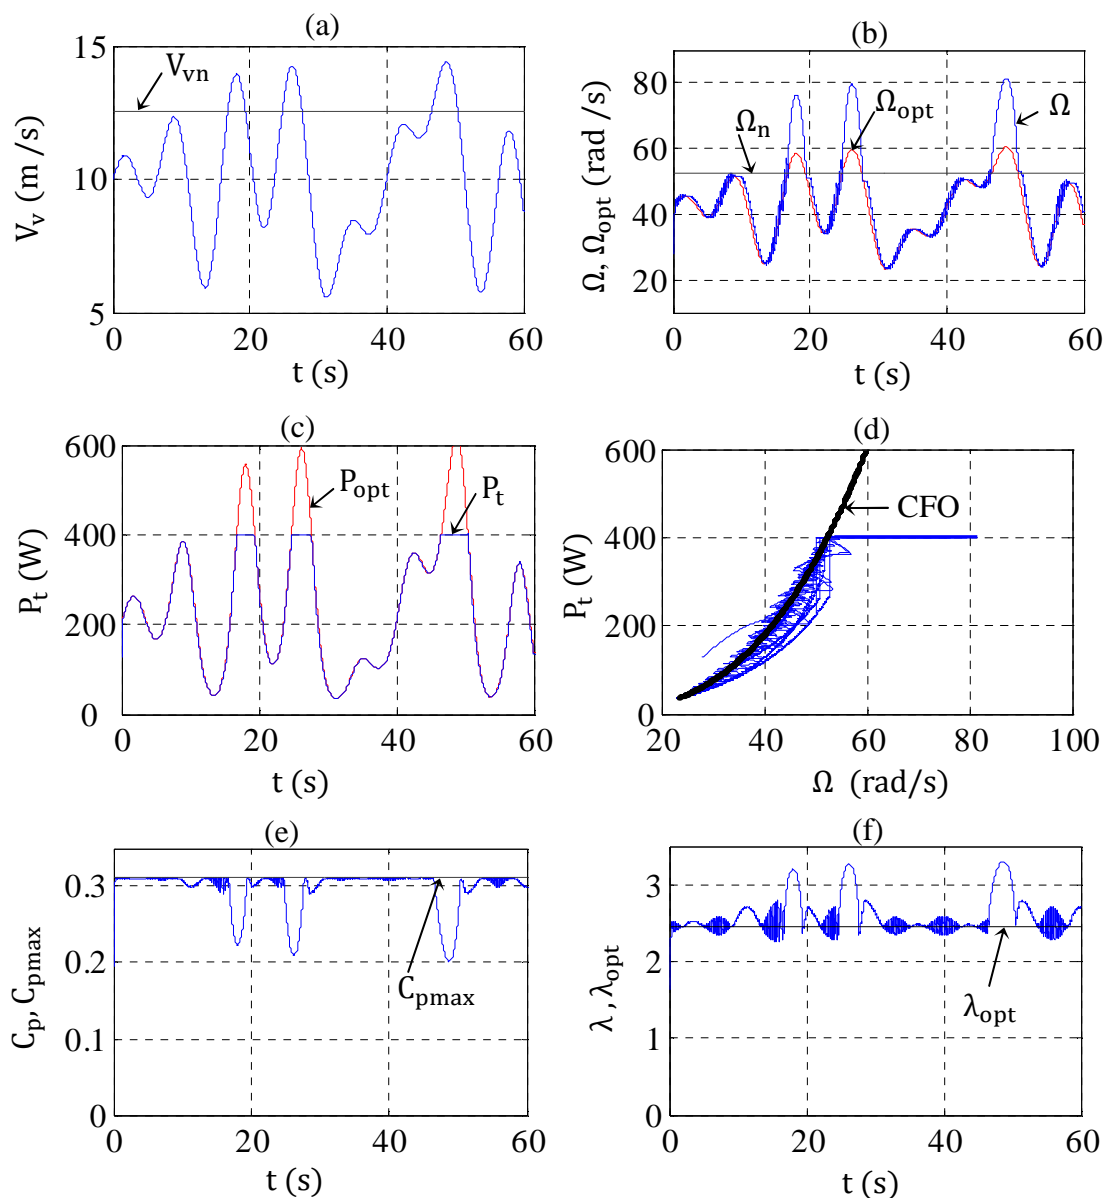 (a)
15
10
5
V_v (m /s)
V_vn
0 20 40 60
t (s)
(b)
80
60
40
20
Ω, Ω_opt (rad /s)
Ω_n
Ω_opt
Ω
0 20 40 60
t (s)
(c)
600
400
200
0
P_t (W)
P_opt
P_t
0 20 40 60
t (s)
(d)
600
400
200
0
P_t (W)
CFO
20 40 60 80 100
Ω (rad/s)
(e)
0.3
0.2
0.1
0
C_p, C_pmax
C_pmax
0 20 40 60
t (s)
(f)
3
2
1
0
λ , λ_opt
λ_opt
0 20 40 60
t (s)